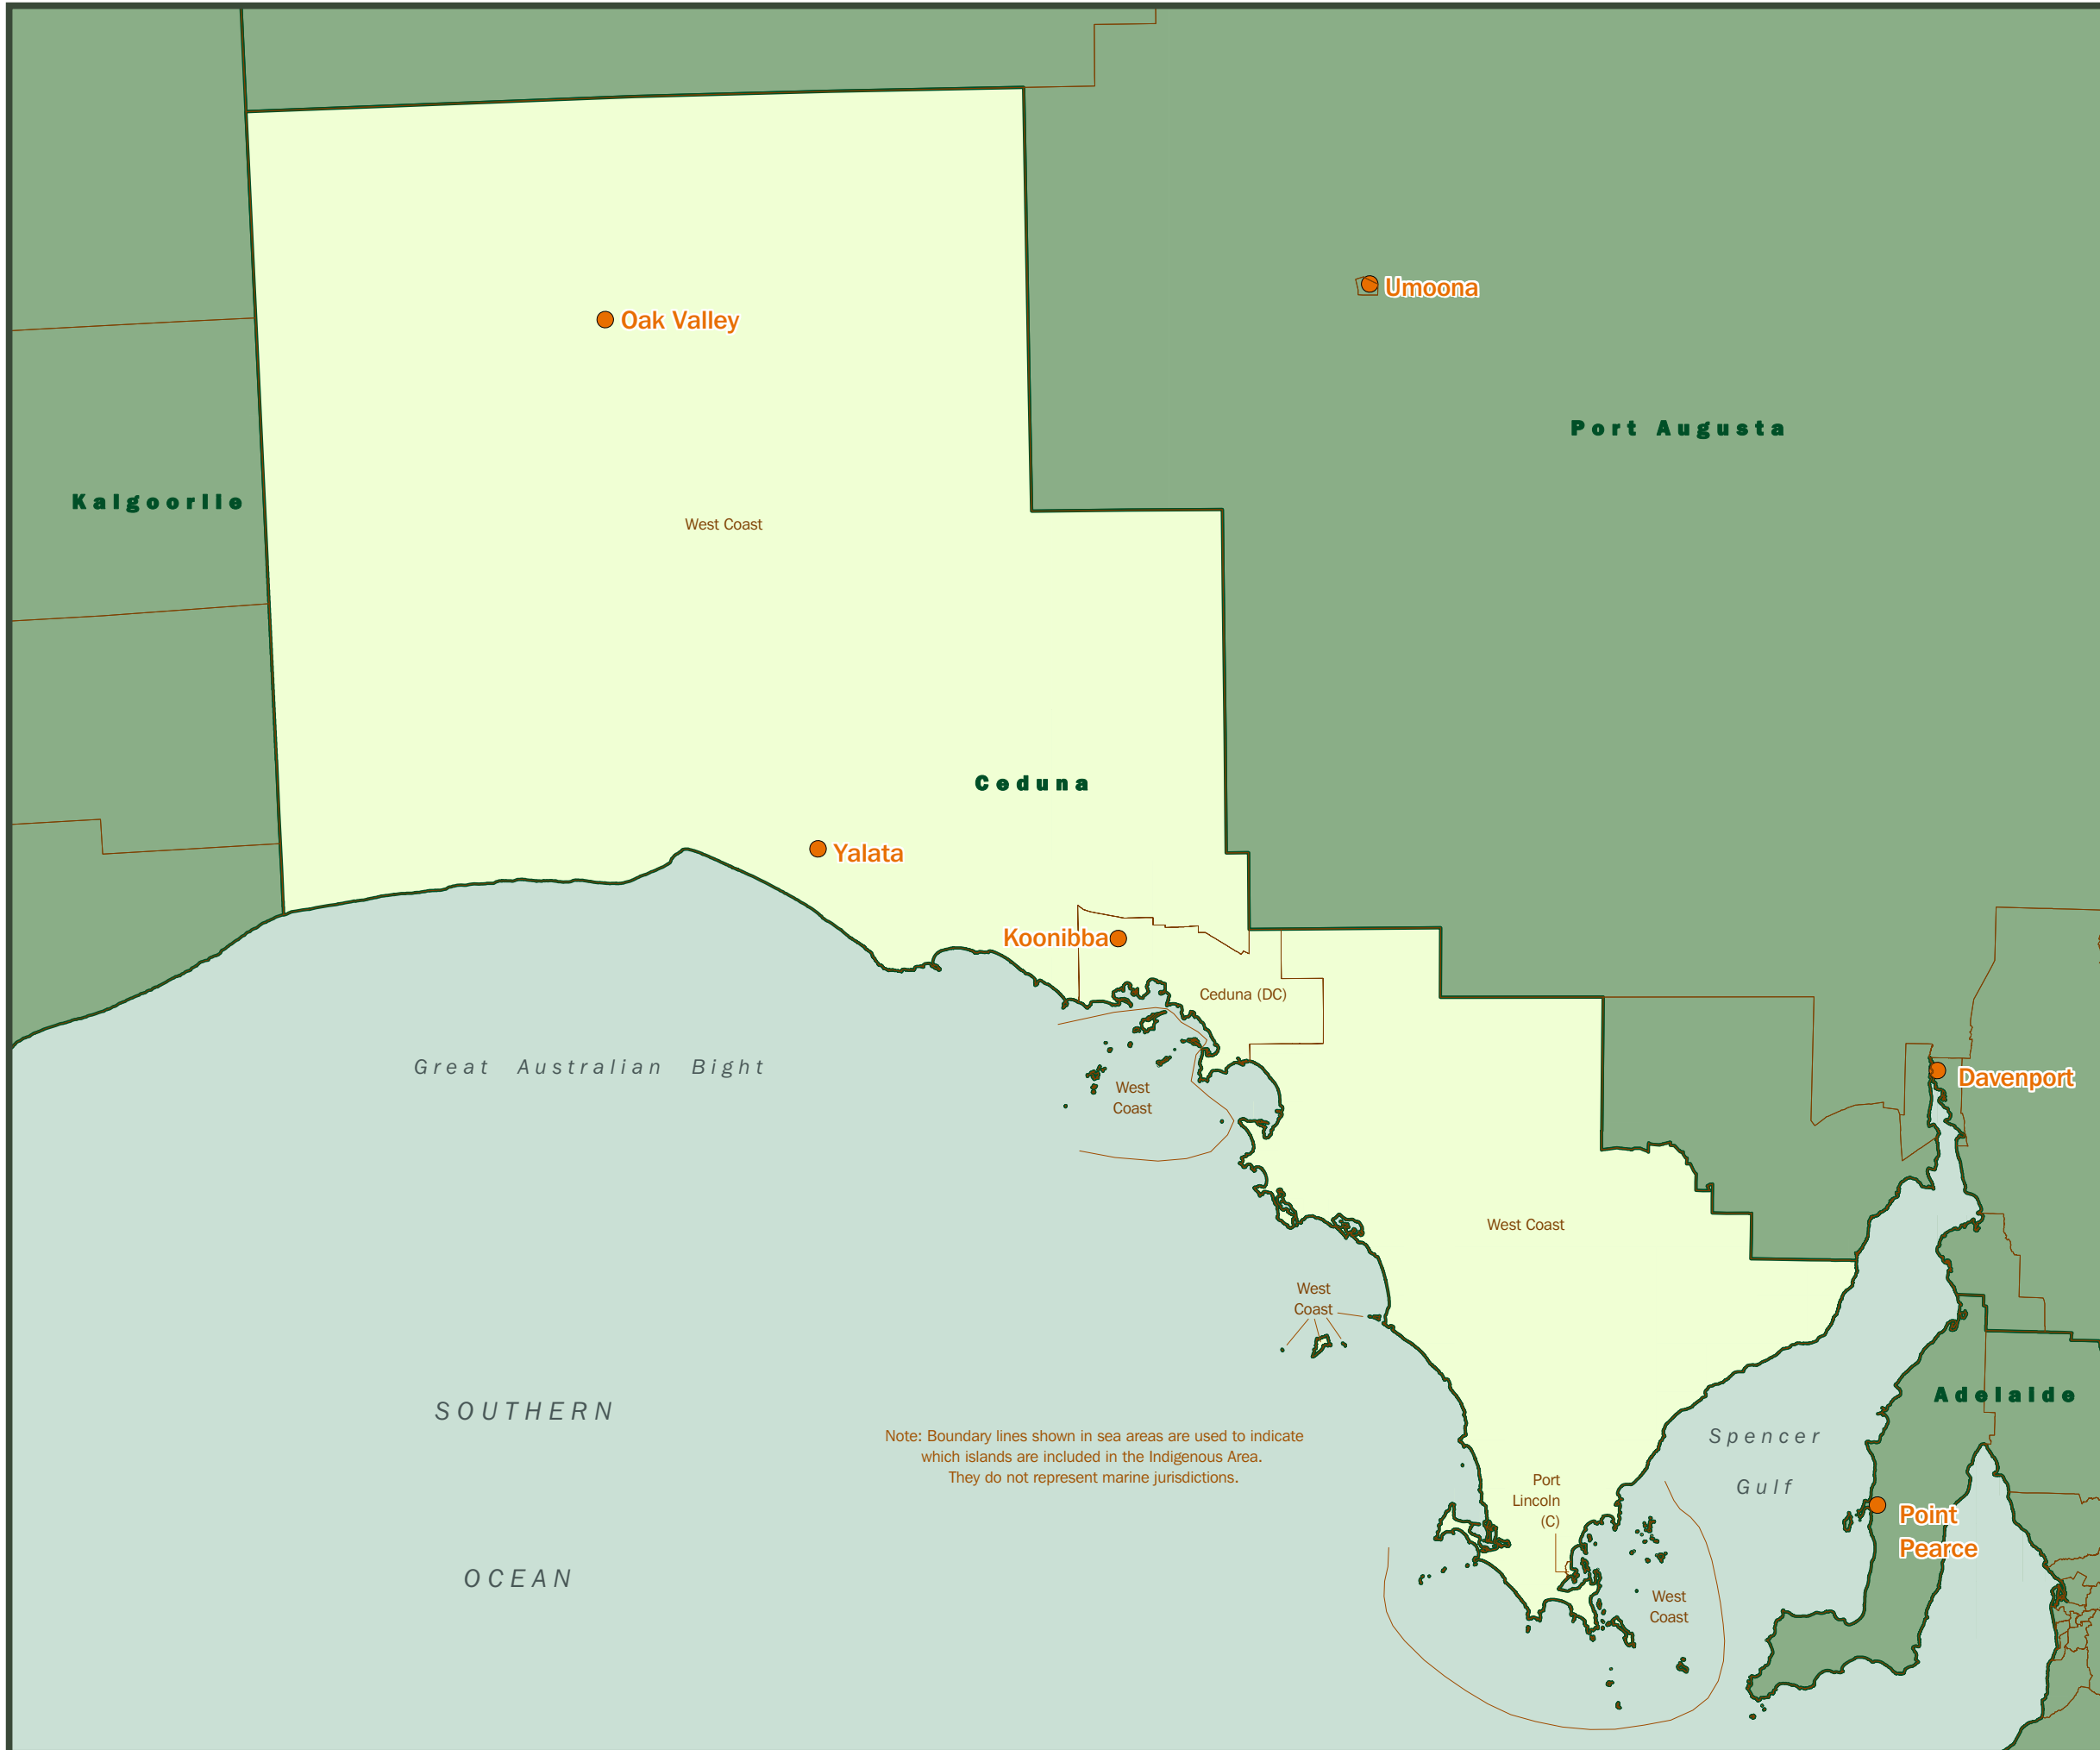 Umoona
Oak Valley
Port Augusta
Kalgoorlie
West Coast
Ceduna
Yalata
Koonibba
Ceduna (DC)
Great Australian Bight
West
Coast
Davenport
West Coast
West
Coast
Adelaide
SOUTHERN
Note: Boundary lines shown in sea areas are used to indicate
which islands are included in the Indigenous Area.
They do not represent marine jurisdictions.
Spencer
Gulf
Port
Lincoln
(C)
Point
Pearce
OCEAN
West
Coast